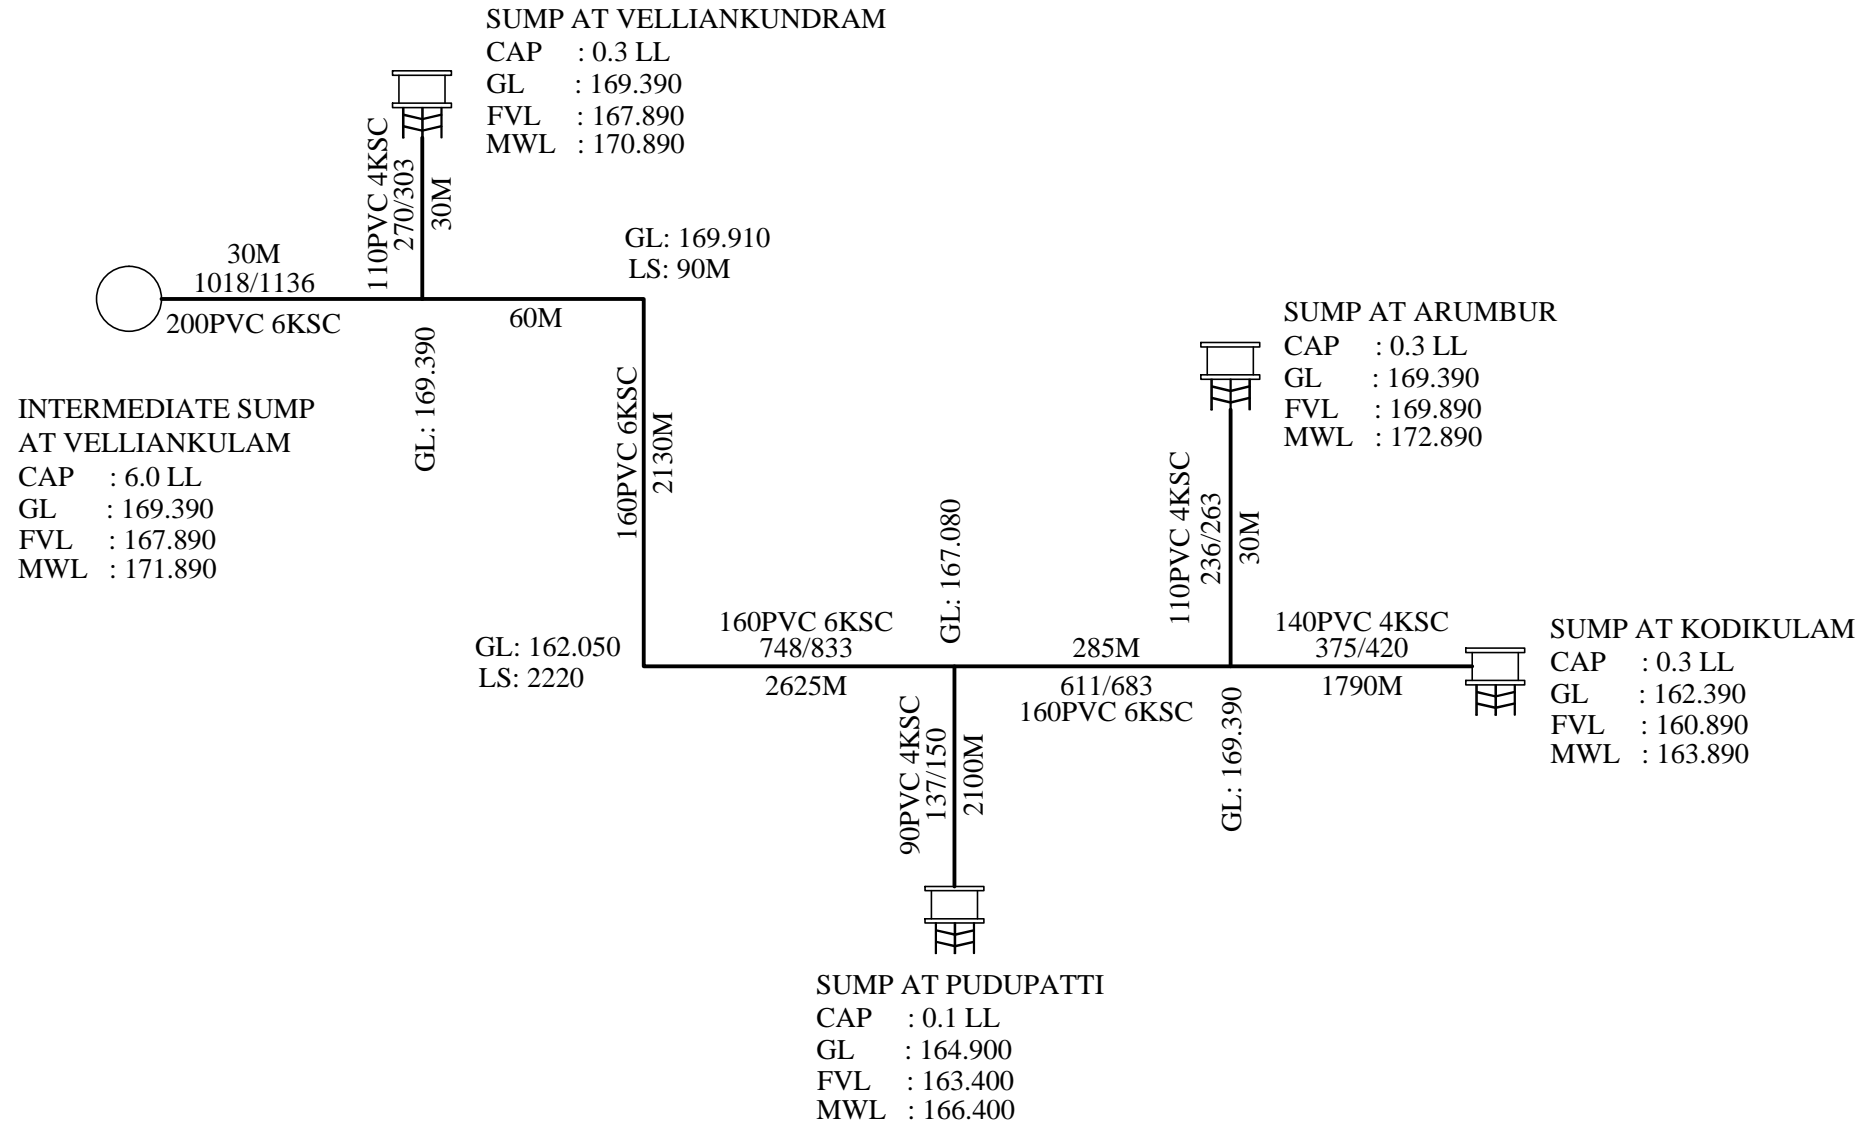 SUMP AT VELLIANKUNDRAM
CAP : 0.3 LL
GL : 169.390
FVL : 167.890
MWL : 170.890
110PVC 4KSC
270/303
30M
30M
1018/1136
200PVC 6KSC
GL: 169.910
LS: 90M
60M
GL: 169.390
INTERMEDIATE SUMP
AT VELLIANKULAM
CAP : 6.0 LL
GL : 169.390
FVL : 167.890
MWL : 171.890
160PVC 6KSC
2130M
SUMP AT ARUMBUR
CAP : 0.3 LL
GL : 169.390
FVL : 169.890
MWL : 172.890
110PVC 4KSC
236/263
30M
GL: 162.050
LS: 2220
160PVC 6KSC
748/833
2625M
GL: 167.080
285M
611/683
160PVC 6KSC
140PVC 4KSC
375/420
1790M
GL: 169.390
SUMP AT KODIKULAM
CAP : 0.3 LL
GL : 162.390
FVL : 160.890
MWL : 163.890
90PVC 4KSC
137/150
2100M
SUMP AT PUDUPATTI
CAP : 0.1 LL
GL : 164.900
FVL : 163.400
MWL : 166.400